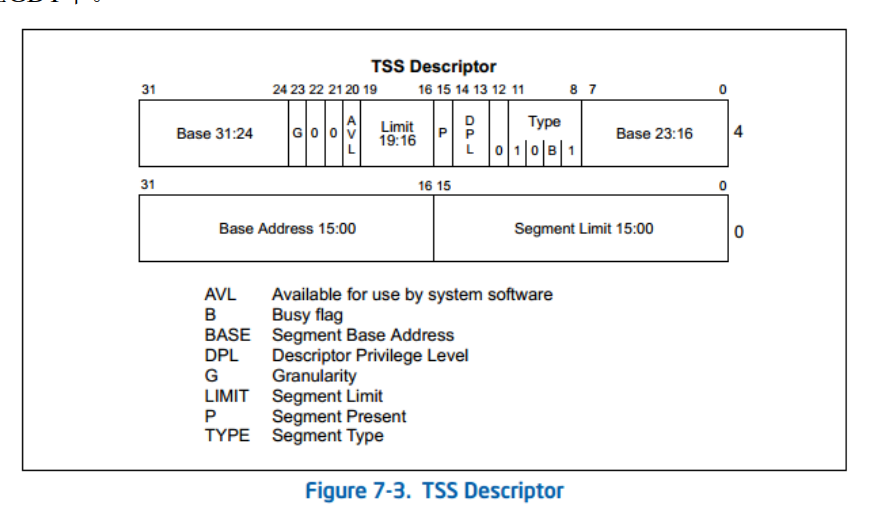 TSS Descriptor
31 24 23 22 21 20 19 16 15 14 13 12 11 8 7 0
Base 31:24 G 0 0 AVL Limit 19:16 P DPL 0 Type 1 0 B 1 Base 23:16 4
31 16 15 0
Base Address 15:00 Segment Limit 15:00 0
AVL Available for use by system software
B Busy flag
BASE Segment Base Address
DPL Descriptor Privilege Level
G Granularity
LIMIT Segment Limit
P Segment Present
TYPE Segment Type
Figure 7-3. TSS Descriptor